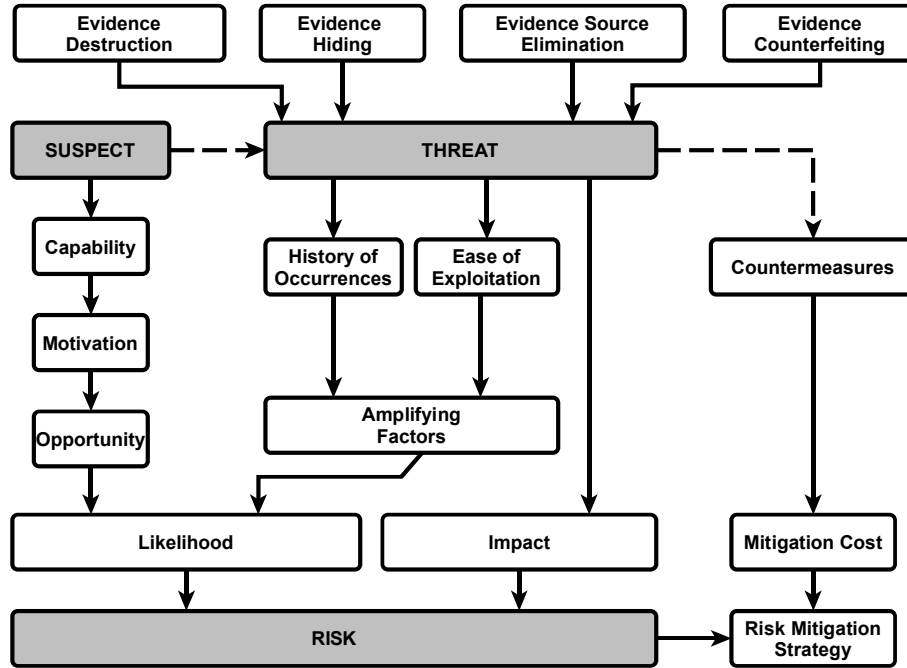 Evidence
Destruction
Evidence
Hiding
Evidence Source
Elimination
Evidence
Counterfeiting
SUSPECT
THREAT
Capability
History of
Occurrences
Ease of
Exploitation
Countermeasures
Motivation
Opportunity
Amplifying
Factors
Likelihood
Impact
Mitigation Cost
RISK
Risk Mitigation
Strategy